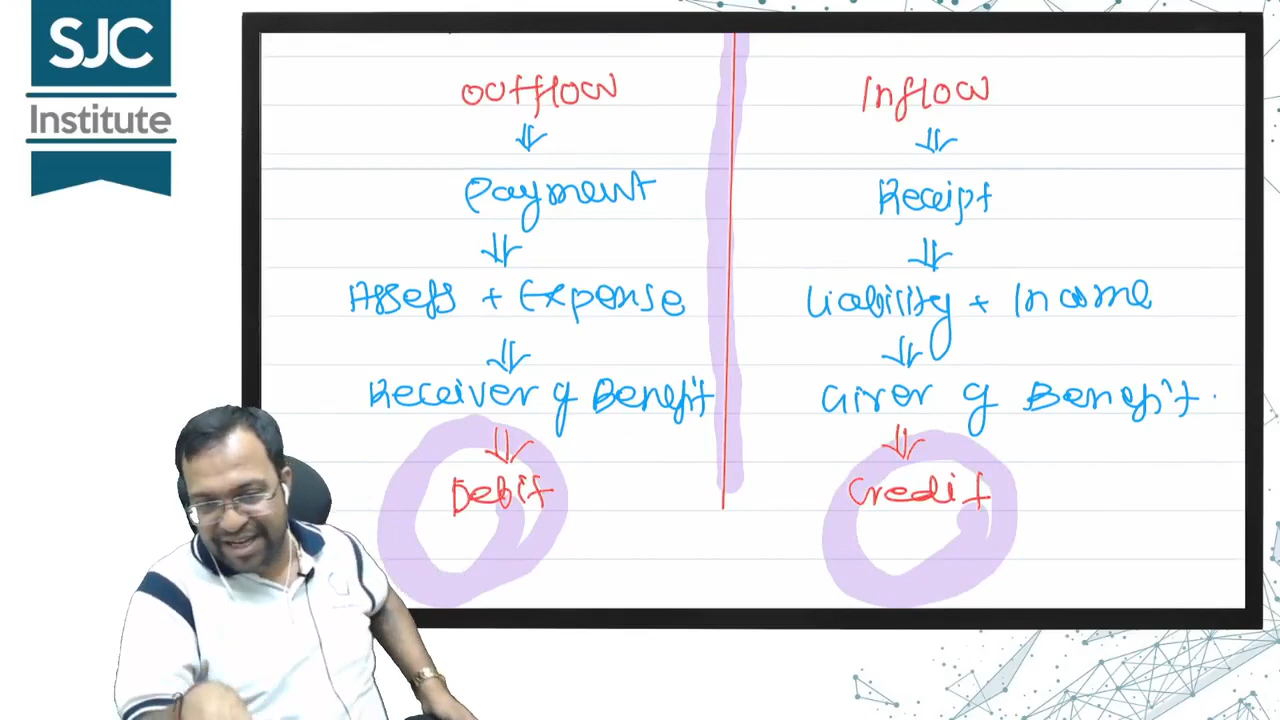 SJC
Institute
Outflow
Payment
Assets + Expense
Receiver of Benefit
Debit
Inflow
Receipt
Liability + Income
Giver of Benefit.
Credit